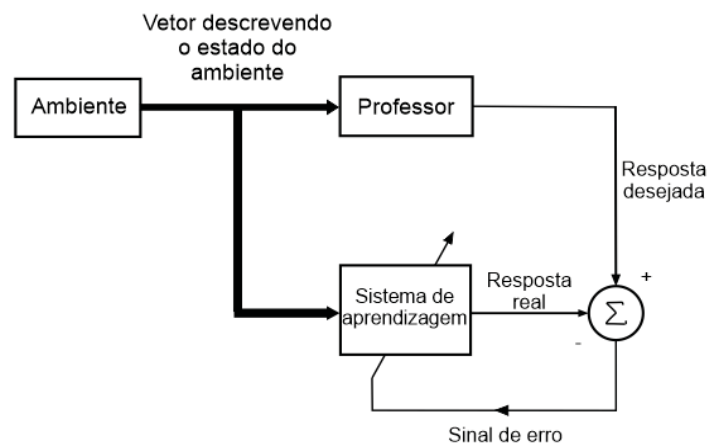 Vetor descrevendo
o estado do
ambiente
Ambiente
Professor
Resposta
desejada
Sistema de
aprendizagem
Resposta
real
+
Σ
-
Sinal de erro